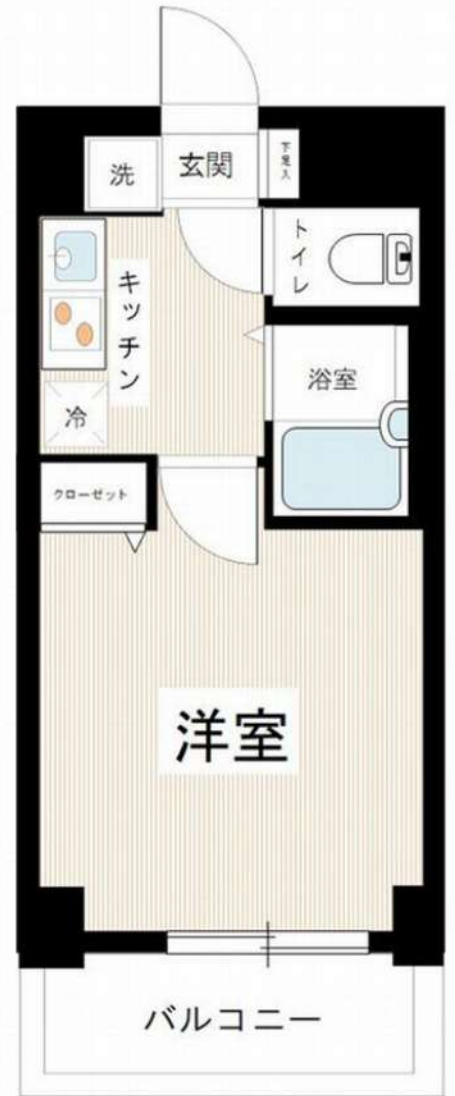 洗
玄関
下足入
トイレ
キッチン
浴室
冷
クローゼット
洋室
バルコニー